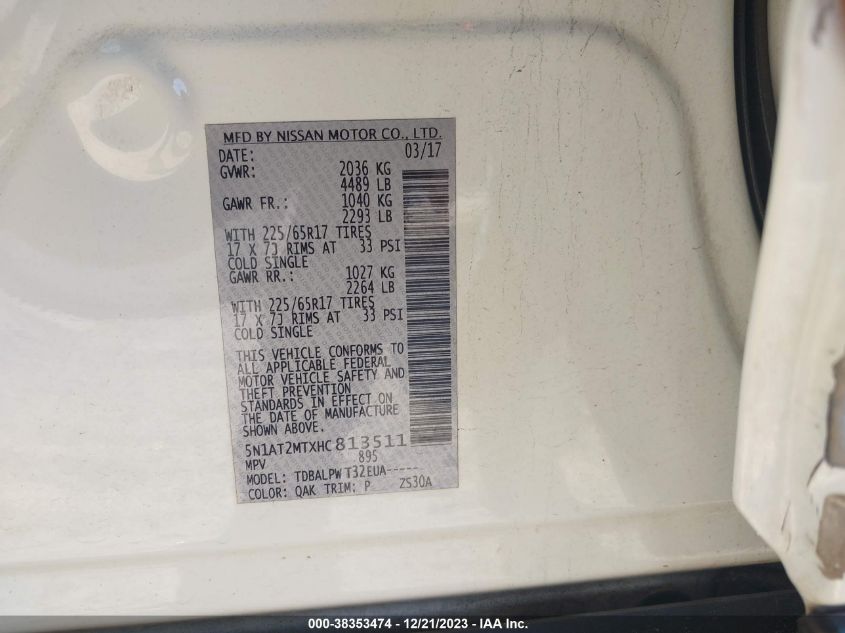 MFD BY NISSAN MOTOR CO., LTD.
DATE: 03/17
GVWR: 2036 KG
4489 LB
GAWR FR.: 1040 KG
2293 LB
WITH 225/65R17 TIRES
17 X 7J RIMS AT 33 PSI
COLD SINGLE
GAWR RR.: 1027 KG
2264 LB
WITH 225/65R17 TIRES
17 X 7J RIMS AT 33 PSI
COLD SINGLE
THIS VEHICLE CONFORMS TO
ALL APPLICABLE FEDERAL
MOTOR VEHICLE SAFETY AND
THEFT PREVENTION
STANDARDS IN EFFECT ON
THE DATE OF MANUFACTURE
SHOWN ABOVE.
5N1AT2MTXHC813511
MPV 895
MODEL: TDBALPW T32EUA-----
COLOR: QAK TRIM: P ZS30A
000-38353474 - 12/21/2023 - IAA Inc.